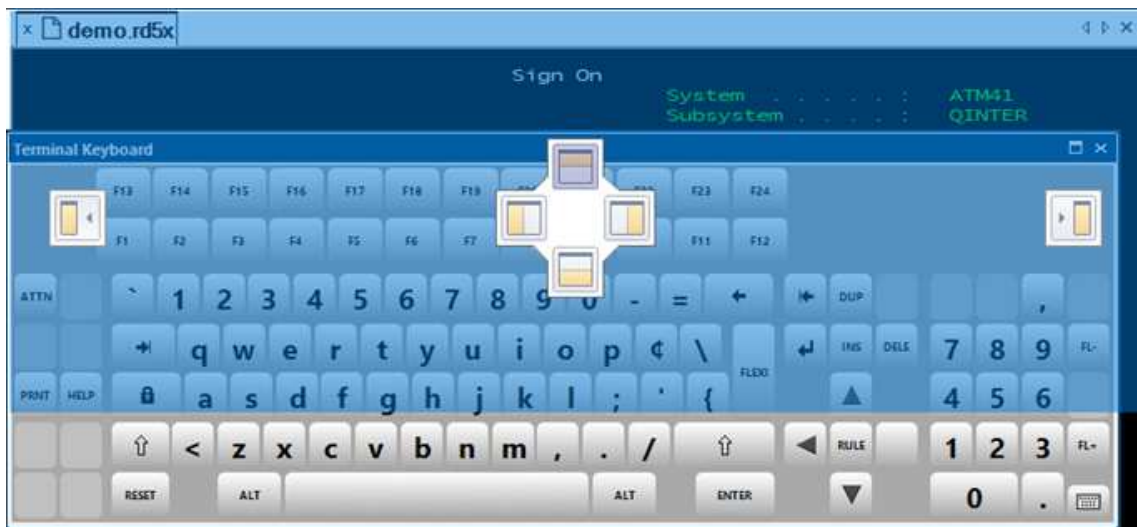 demo.rd5x
Sign On
System . . . . . : ATM41
Subsystem . . . . : QINTER
Terminal Keyboard
F13 F14 F15 F16 F17 F18 F19 F23 F24
F1 F2 F3 F4 F5 F6 F7 F11 F12
ATTN ` 1 2 3 4 5 6 7 8 9 0 - = DUP ,
q w e r t y u i o p ¢ \ FLEXI INS DELE 7 8 9 FL-
PRNT HELP a s d f g h j k l ; ' { 4 5 6
< z x c v b n m , . / RULE 1 2 3 FL+
RESET ALT ALT ENTER 0 .